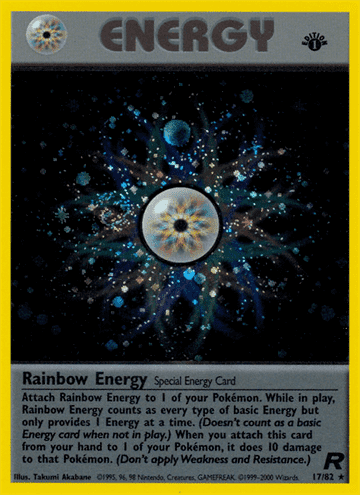 ENERGY
EDITION
1
Rainbow Energy Special Energy Card
Attach Rainbow Energy to 1 of your Pokémon. While in play,
Rainbow Energy counts as every type of basic Energy but
only provides 1 Energy at a time. (Doesn't count as a basic
Energy card when not in play.) When you attach this card
from your hand to 1 of your Pokémon, it does 10 damage
to that Pokémon. (Don't apply Weakness and Resistance.)
R
Illus. Takumi Akabane ©1995, 96, 98 Nintendo, Creatures, GAMEFREAK. ©1999-2000 Wizards. 17/82 ★